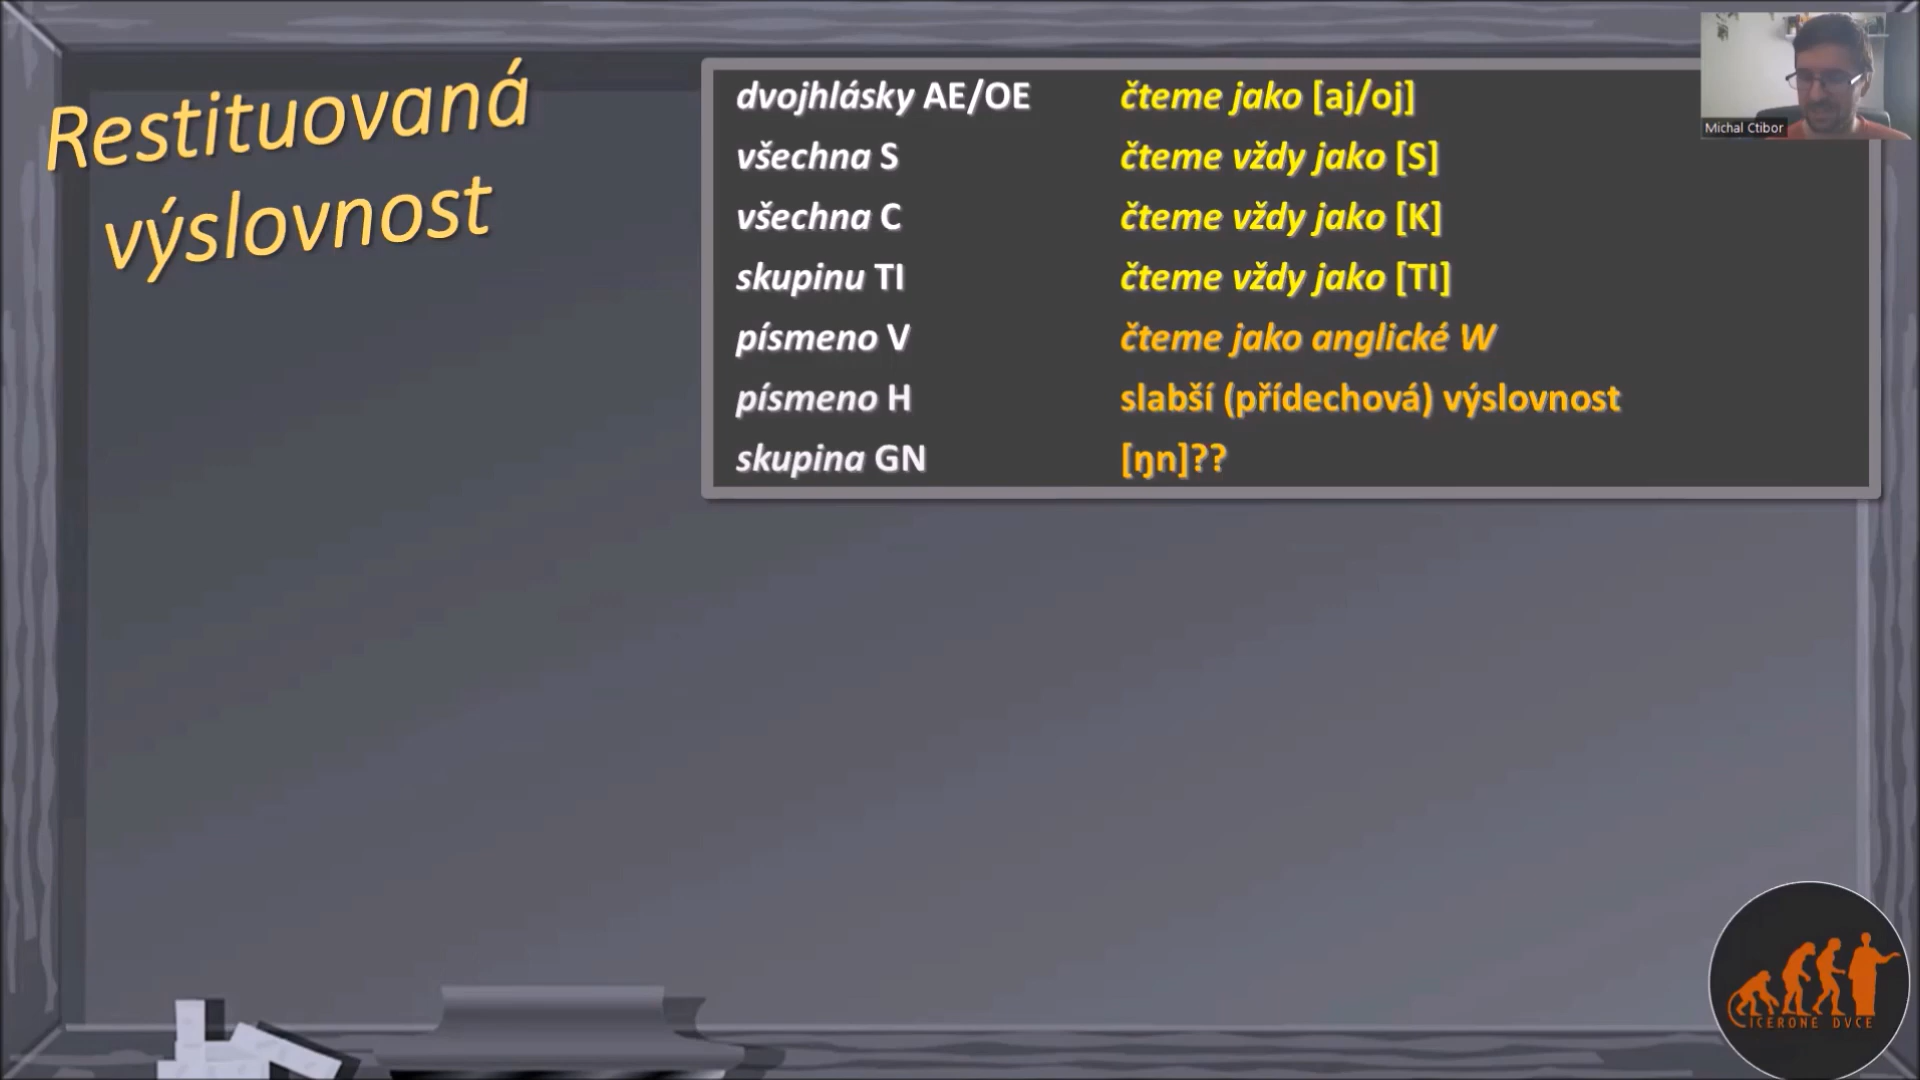 Restituovaná
výslovnost
dvojhlásky AE/OE čteme jako [aj/oj]
všechna S čteme vždy jako [S]
všechna C čteme vždy jako [K]
skupinu TI čteme vždy jako [TI]
písmeno V čteme jako anglické W
písmeno H slabší (přídechová) výslovnost
skupina GN [ŋn]??
Michal Ctibor
CICERONE DVCE